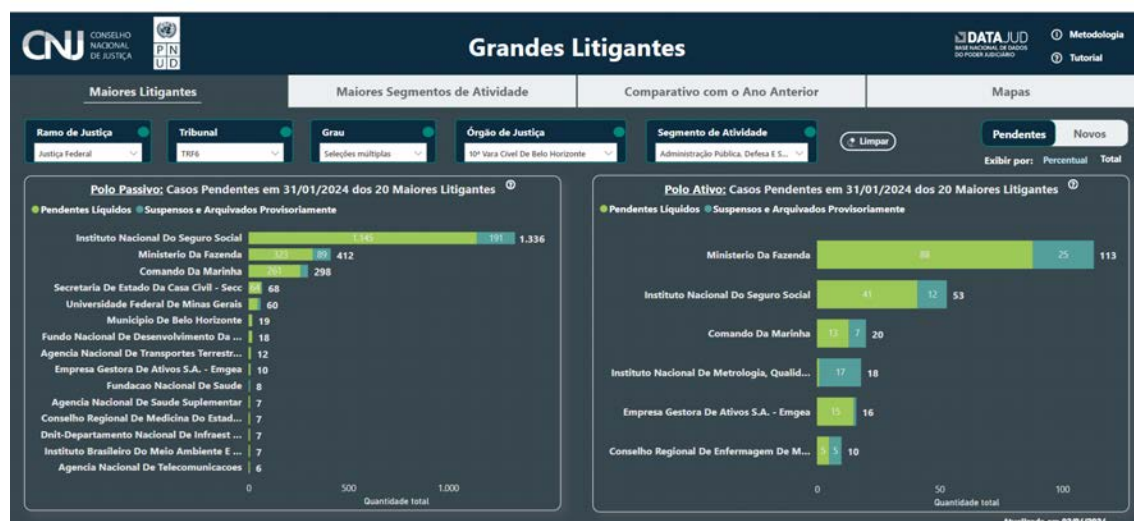 CNJ CONSELHO NACIONAL DE JUSTIÇA
PNUD
Grandes Litigantes
DATAJUD
BASE NACIONAL DE DADOS DO PODER JUDICIÁRIO
Metodologia
Tutorial
Maiores Litigantes
Maiores Segmentos de Atividade
Comparativo com o Ano Anterior
Mapas
Ramo de Justiça
Justiça Federal
Tribunal
TRF6
Grau
Seleções múltiplas
Órgão de Justiça
10ª Vara Cível De Belo Horizonte
Segmento de Atividade
Administração Pública, Defesa E S...
Limpar
Pendentes Novos
Exibir por: Percentual Total
Polo Passivo: Casos Pendentes em 31/01/2024 dos 20 Maiores Litigantes
Pendentes Líquidos Suspensos e Arquivados Provisoriamente
Instituto Nacional Do Seguro Social 1.145 191 1.336
Ministerio Da Fazenda 323 89 412
Comando Da Marinha 261 298
Secretaria De Estado Da Casa Civil - Secc 64 68
Universidade Federal De Minas Gerais 60
Municipio De Belo Horizonte 19
Fundo Nacional De Desenvolvimento Da ... 18
Agencia Nacional De Transportes Terrestr... 12
Empresa Gestora De Ativos S.A. - Emgea 10
Fundacao Nacional De Saude 8
Agencia Nacional De Saude Suplementar 7
Conselho Regional De Medicina Do Estad... 7
Dnit-Departamento Nacional De Infraest ... 7
Instituto Brasileiro Do Meio Ambiente E ... 7
Agencia Nacional De Telecomunicacoes 6
0 500 1.000
Quantidade total
Polo Ativo: Casos Pendentes em 31/01/2024 dos 20 Maiores Litigantes
Pendentes Líquidos Suspensos e Arquivados Provisoriamente
Ministerio Da Fazenda 88 25 113
Instituto Nacional Do Seguro Social 41 12 53
Comando Da Marinha 13 7 20
Instituto Nacional De Metrologia, Qualid... 17 18
Empresa Gestora De Ativos S.A. - Emgea 15 16
Conselho Regional De Enfermagem De M... 5 5 10
0 50 100
Quantidade total